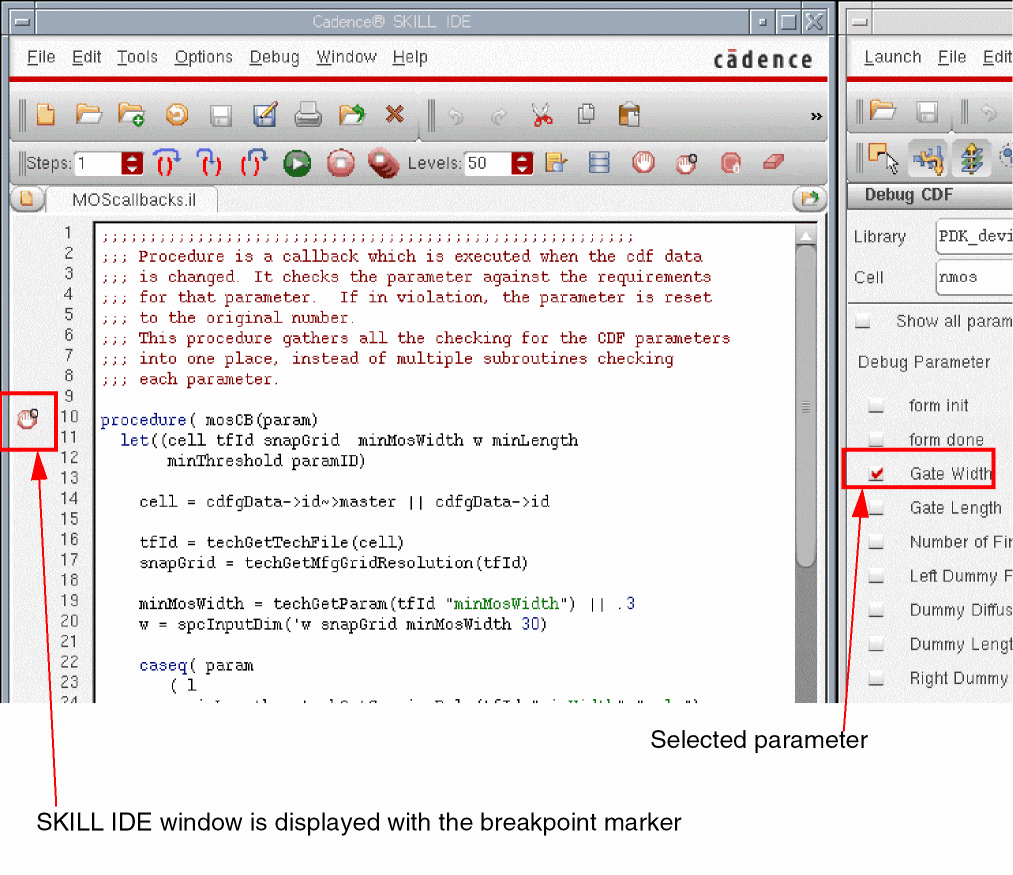 Cadence® SKILL IDE
File Edit Tools Options Debug Window Help
cādence
Launch File Edit
»
Steps: 1
Levels: 50
MOScallbacks.il
Debug CDF
Library PDK_devi
Cell nmos
Show all param
Debug Parameter
form init
form done
Gate Width
Gate Length
Number of Fin
Left Dummy F
Dummy Diffus
Dummy Lengt
Right Dummy
1 ;;;;;;;;;;;;;;;;;;;;;;;;;;;;;;;;;;;;;;;;;;;;;;;;;;;;;;;;
2 ;;; Procedure is a callback which is executed when the cdf data
3 ;;; is changed. It checks the parameter against the requirements
4 ;;; for that parameter.  If in violation, the parameter is reset
5 ;;; to the original number.
6 ;;; This procedure gathers all the checking for the CDF parameters
7 ;;; into one place, instead of multiple subroutines checking
8 ;;; each parameter.
9
10 procedure( mosCB(param)
11 let((cell tfId snapGrid  minMosWidth w minLength
12 minThreshold paramID)
13
14 cell = cdfgData->id~>master || cdfgData->id
15
16 tfId = techGetTechFile(cell)
17 snapGrid = techGetMfgGridResolution(tfId)
18
19 minMosWidth = techGetParam(tfId "minMosWidth") || .3
20 w = spcInputDim('w snapGrid minMosWidth 30)
21
22 caseq( param
23 ( l
24
Selected parameter
SKILL IDE window is displayed with the breakpoint marker